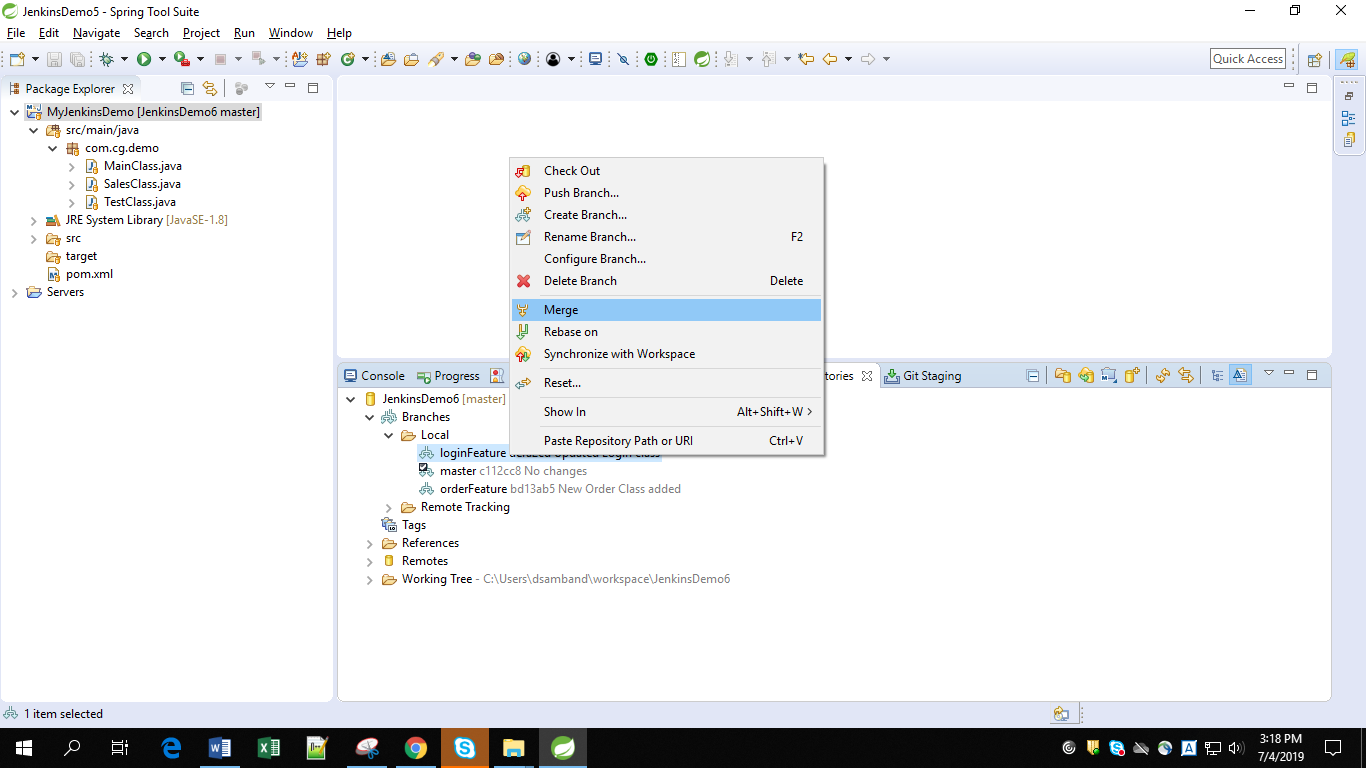 JenkinsDemo5 - Spring Tool Suite
File Edit Navigate Search Project Run Window Help
Quick Access
Package Explorer
MyJenkinsDemo [JenkinsDemo6 master]
src/main/java
com.cg.demo
MainClass.java
SalesClass.java
TestClass.java
JRE System Library [JavaSE-1.8]
src
target
pom.xml
Servers
Check Out
Push Branch...
Create Branch...
Rename Branch... F2
Configure Branch...
Delete Branch Delete
Merge
Rebase on
Synchronize with Workspace
Reset...
Show In Alt+Shift+W
Paste Repository Path or URI Ctrl+V
Console Progress tories Git Staging
JenkinsDemo6 [master]
Branches
Local
loginFeature Updated Login class
master c112cc8 No changes
orderFeature bd13ab5 New Order Class added
Remote Tracking
Tags
References
Remotes
Working Tree - C:\Users\dsamband\workspace\JenkinsDemo6
1 item selected
3:18 PM
7/4/2019